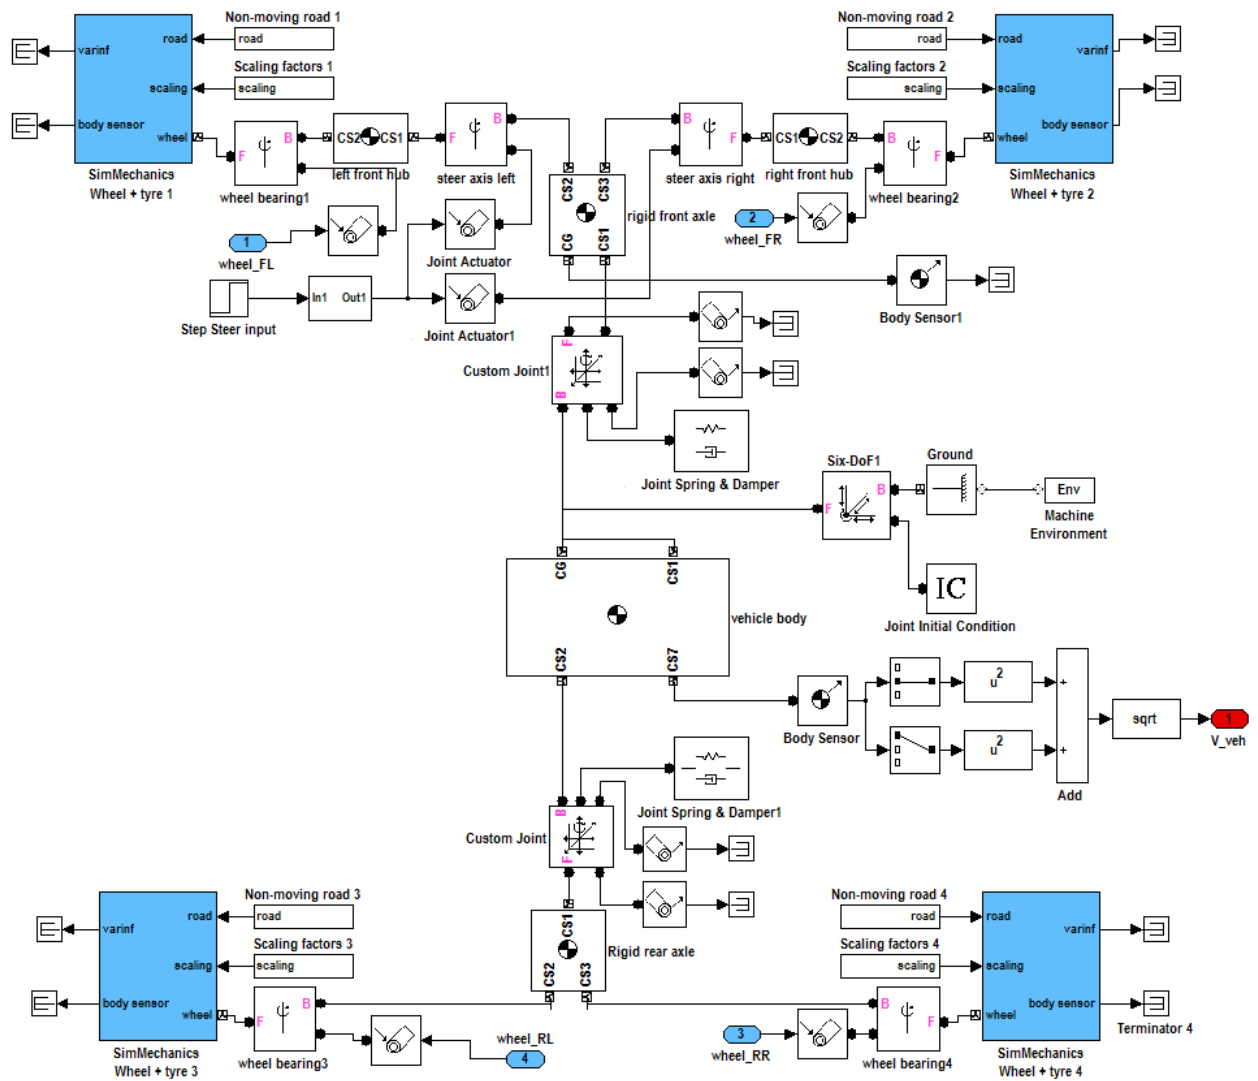 Non-moving road 1
varinf
road
road
Scaling factors 1
scaling
scaling
body sensor
wheel
SimMechanics
Wheel + tyre 1
F
B
wheel bearing1
CS2
CS1
left front hub
F
B
steer axis left
1
wheel_FL
Joint Actuator
Step Steer input
In1
Out1
Joint Actuator1
CS2
CS3
CG
CS1
rigid front axle
B
F
steer axis right
CS1
CS2
right front hub
B
F
wheel bearing2
2
wheel_FR
Non-moving road 2
road
road
varinf
Scaling factors 2
scaling
scaling
body sensor
wheel
SimMechanics
Wheel + tyre 2
Body Sensor1
F
B
Custom Joint1
Joint Spring & Damper
Six-DoF1
F
B
Ground
Env
Machine
Environment
IC
Joint Initial Condition
CG
CS1
CS2
CS7
vehicle body
Body Sensor
u2
u2
+
+
Add
sqrt
1
V_veh
Joint Spring & Damper1
B
F
Custom Joint
CS1
CS2
CS3
Rigid rear axle
Non-moving road 3
varinf
road
road
Scaling factors 3
scaling
scaling
body sensor
wheel
SimMechanics
Wheel + tyre 3
F
B
wheel bearing3
wheel_RL
4
3
wheel_RR
B
F
wheel bearing4
Non-moving road 4
road
road
varinf
Scaling factors 4
scaling
scaling
body sensor
wheel
SimMechanics
Wheel + tyre 4
Terminator 4